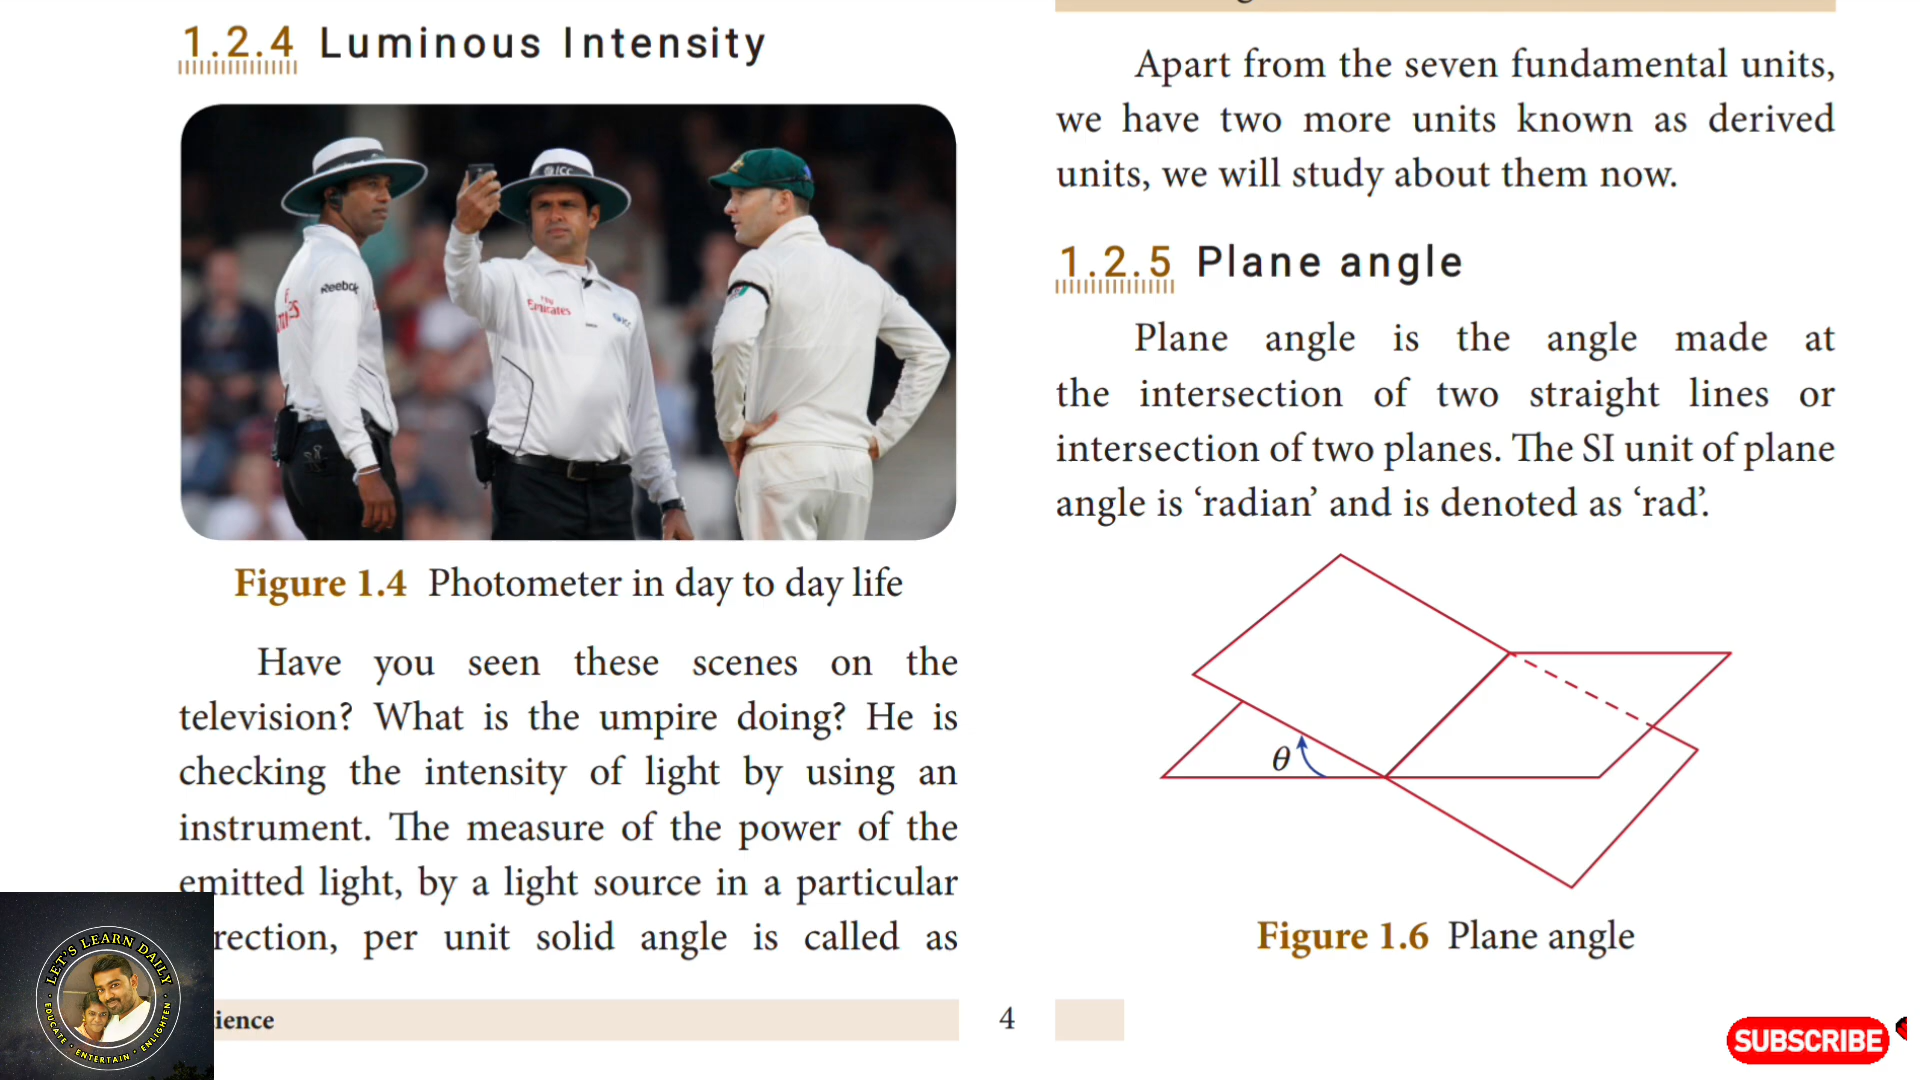 1.2.4 Luminous Intensity
Reebok
Fly
Emirates
ICC
ICC
Figure 1.4 Photometer in day to day life
Have you seen these scenes on the
television? What is the umpire doing? He is
checking the intensity of light by using an
instrument. The measure of the power of the
emitted light, by a light source in a particular
rection, per unit solid angle is called as
ience
4
Apart from the seven fundamental units,
we have two more units known as derived
units, we will study about them now.
1.2.5 Plane angle
Plane angle is the angle made at
the intersection of two straight lines or
intersection of two planes. The SI unit of plane
angle is ‘radian’ and is denoted as ‘rad’.
θ
Figure 1.6 Plane angle
LET'S LEARN DAILY
EDUCATE · ENTERTAIN · ENLIGHTEN
SUBSCRIBE